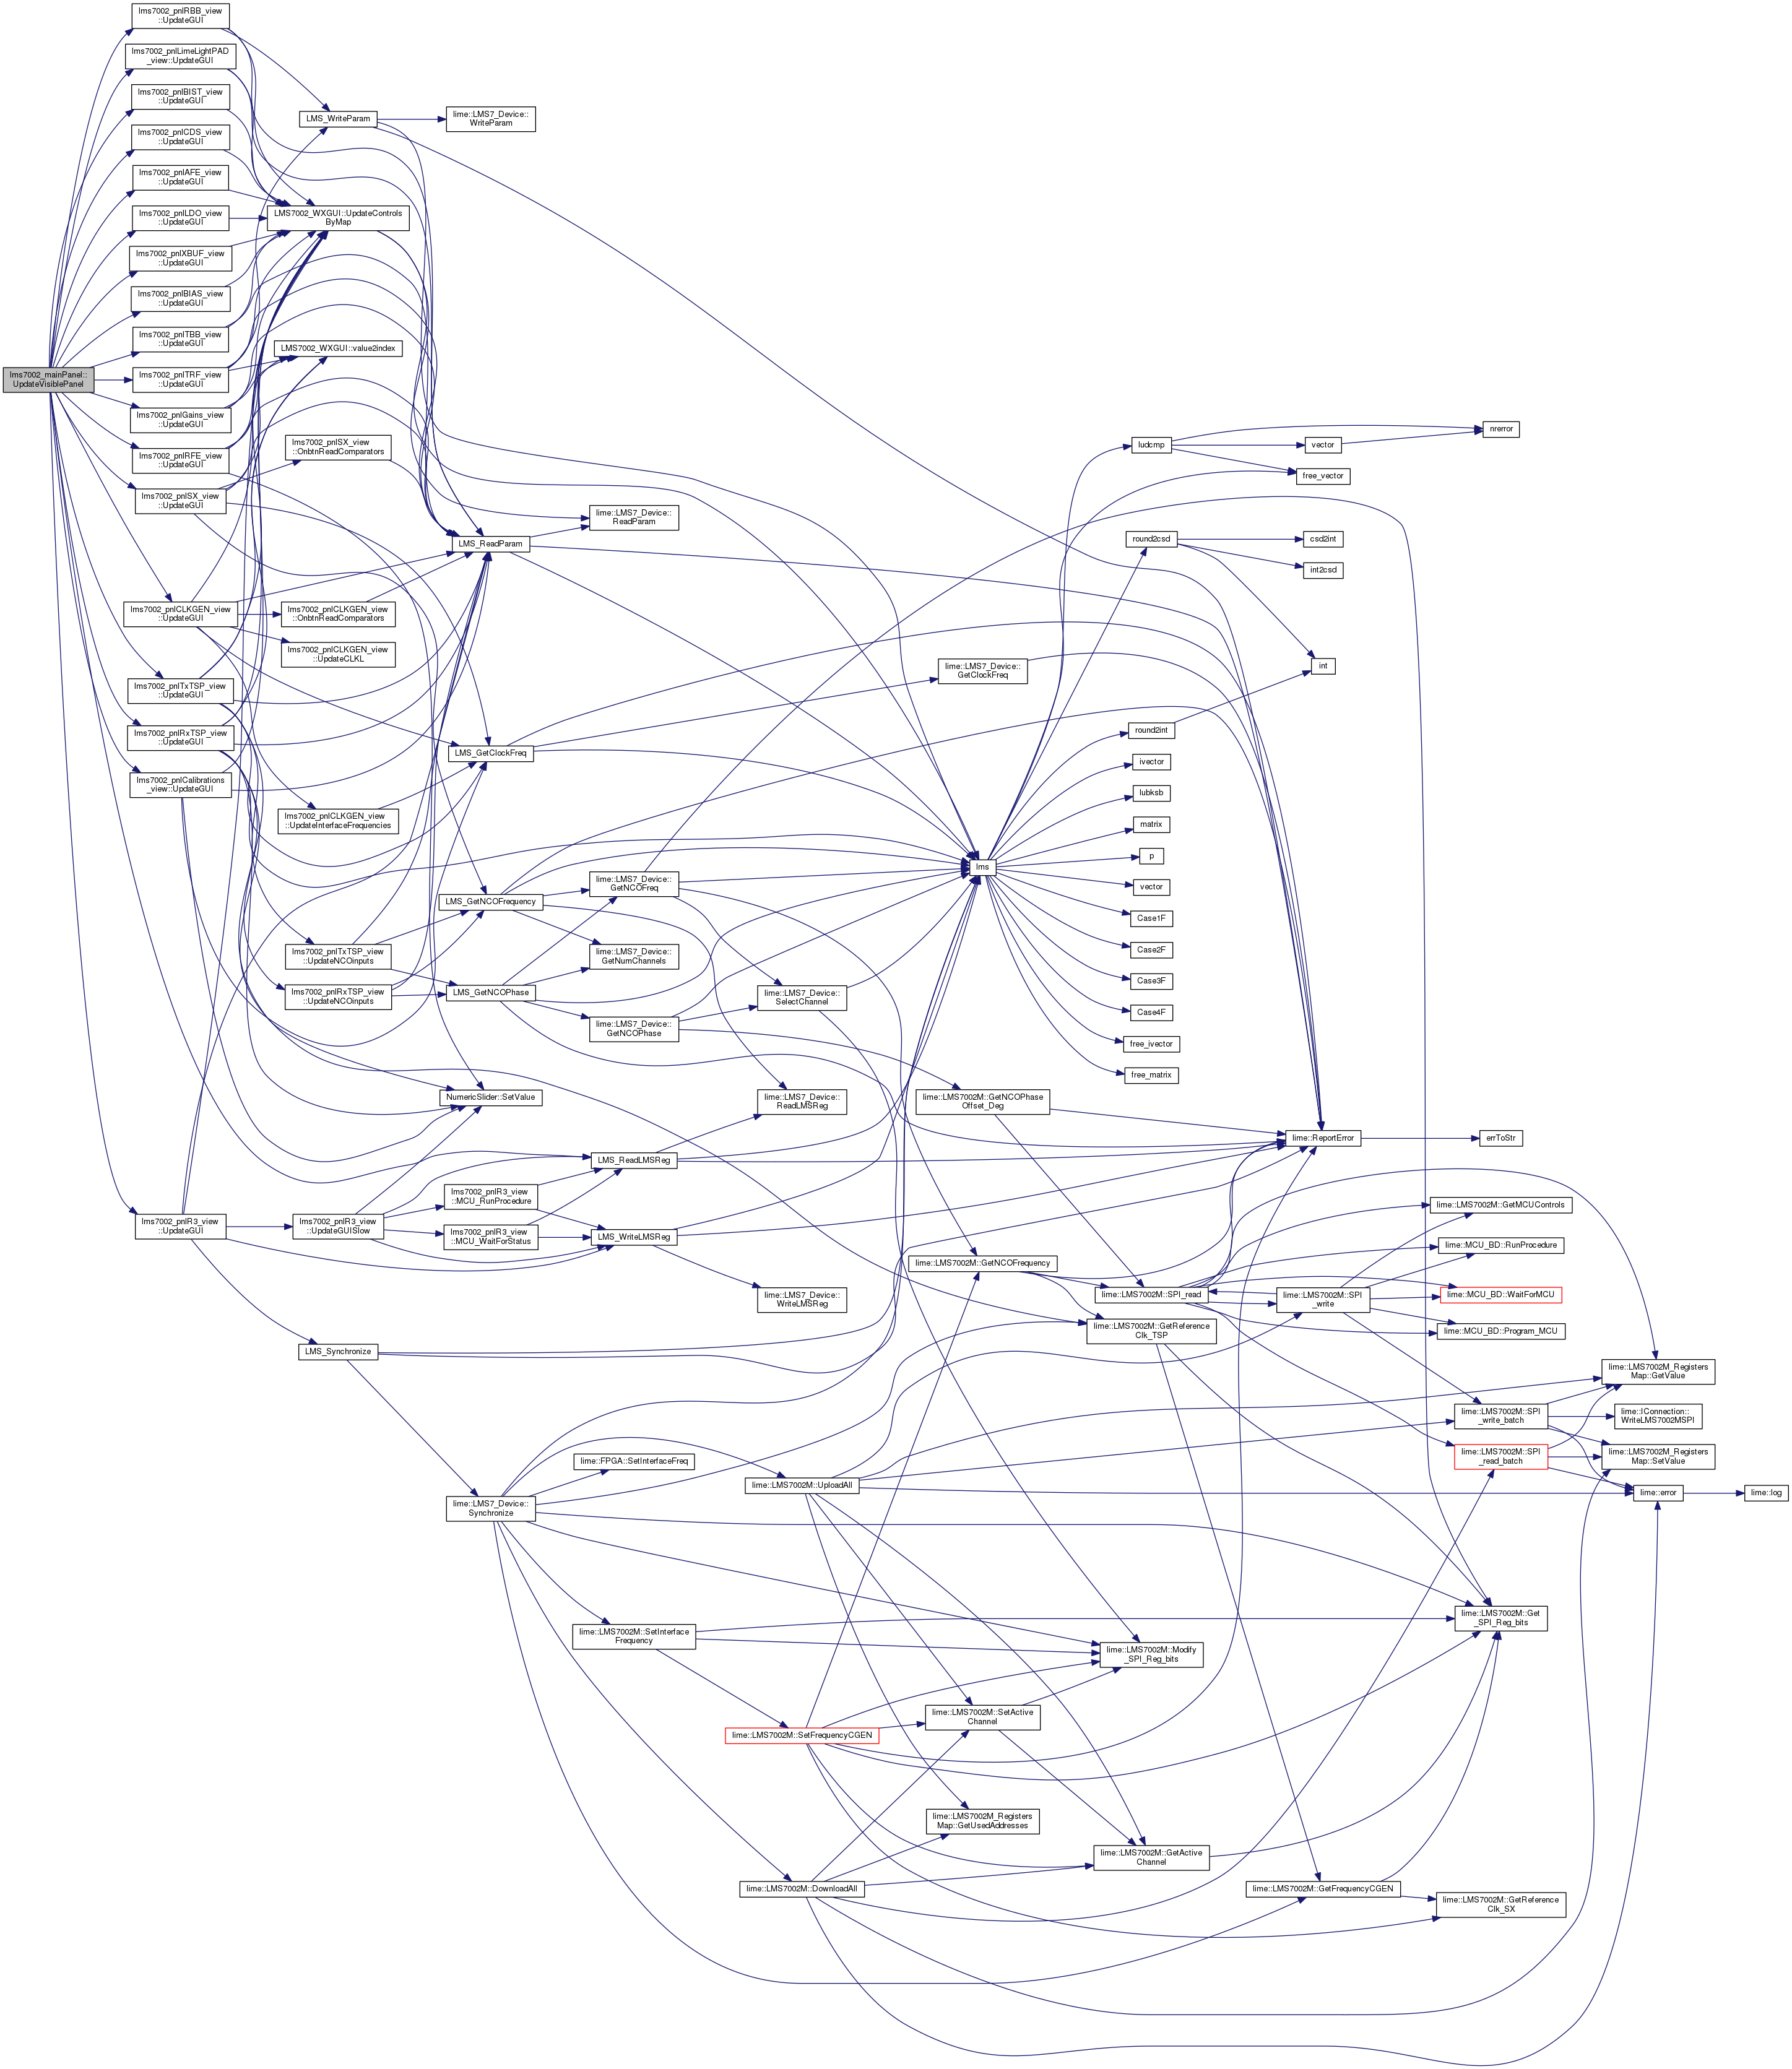 lms7002_mainPanel::
UpdateVisiblePanel
lms7002_pnlRBB_view
::UpdateGUI
lms7002_pnlLimeLightPAD
_view::UpdateGUI
lms7002_pnlBIST_view
::UpdateGUI
lms7002_pnlCDS_view
::UpdateGUI
lms7002_pnlAFE_view
::UpdateGUI
lms7002_pnlLDO_view
::UpdateGUI
lms7002_pnlXBUF_view
::UpdateGUI
lms7002_pnlBIAS_view
::UpdateGUI
lms7002_pnlTBB_view
::UpdateGUI
lms7002_pnlTRF_view
::UpdateGUI
lms7002_pnlGains_view
::UpdateGUI
lms7002_pnlRFE_view
::UpdateGUI
lms7002_pnlSX_view
::UpdateGUI
lms7002_pnlCLKGEN_view
::UpdateGUI
lms7002_pnlTxTSP_view
::UpdateGUI
lms7002_pnlRxTSP_view
::UpdateGUI
lms7002_pnlCalibrations
_view::UpdateGUI
lms7002_pnlR3_view
::UpdateGUI
LMS_WriteParam
LMS7002_WXGUI::UpdateControls
ByMap
LMS7002_WXGUI::value2index
lms7002_pnlSX_view
::OnbtnReadComparators
lms7002_pnlCLKGEN_view
::OnbtnReadComparators
lms7002_pnlCLKGEN_view
::UpdateCLKL
lms7002_pnlCLKGEN_view
::UpdateInterfaceFrequencies
lms7002_pnlTxTSP_view
::UpdateNCOinputs
lms7002_pnlRxTSP_view
::UpdateNCOinputs
lms7002_pnlR3_view
::UpdateGUISlow
LMS_Synchronize
lime::LMS7_Device::
WriteParam
LMS_ReadParam
LMS_GetClockFreq
LMS_GetNCOFrequency
LMS_GetNCOPhase
NumericSlider::SetValue
lms7002_pnlR3_view
::MCU_RunProcedure
lms7002_pnlR3_view
::MCU_WaitForStatus
lime::LMS7_Device::
Synchronize
lime::LMS7_Device::
ReadParam
lime::LMS7_Device::
GetNCOFreq
lime::LMS7_Device::
GetNumChannels
lime::LMS7_Device::
GetNCOPhase
LMS_ReadLMSReg
LMS_WriteLMSReg
lime::FPGA::SetInterfaceFreq
lime::LMS7002M::SetInterface
Frequency
lime::LMS7_Device::
SelectChannel
lime::LMS7_Device::
ReadLMSReg
lime::LMS7_Device::
WriteLMSReg
lime::LMS7002M::UploadAll
lime::LMS7002M::SetFrequencyCGEN
lime::LMS7002M::DownloadAll
lime::LMS7_Device::
GetClockFreq
lms
lime::LMS7002M::GetNCOPhase
Offset_Deg
lime::LMS7002M::GetNCOFrequency
lime::LMS7002M::SetActive
Channel
lime::LMS7002M_Registers
Map::GetUsedAddresses
ludcmp
round2csd
round2int
ivector
lubksb
matrix
p
vector
Case1F
Case2F
Case3F
Case4F
free_ivector
free_matrix
lime::LMS7002M::SPI_read
lime::LMS7002M::GetReference
Clk_TSP
lime::LMS7002M::Modify
_SPI_Reg_bits
lime::LMS7002M::GetActive
Channel
vector
free_vector
csd2int
int2csd
int
lime::ReportError
lime::LMS7002M::SPI
_write
lime::LMS7002M::GetFrequencyCGEN
nrerror
errToStr
lime::LMS7002M::GetMCUControls
lime::MCU_BD::RunProcedure
lime::MCU_BD::WaitForMCU
lime::MCU_BD::Program_MCU
lime::LMS7002M::SPI
_write_batch
lime::LMS7002M::SPI
_read_batch
lime::LMS7002M::Get
_SPI_Reg_bits
lime::LMS7002M::GetReference
Clk_SX
lime::LMS7002M_Registers
Map::GetValue
lime::IConnection::
WriteLMS7002MSPI
lime::LMS7002M_Registers
Map::SetValue
lime::error
lime::log